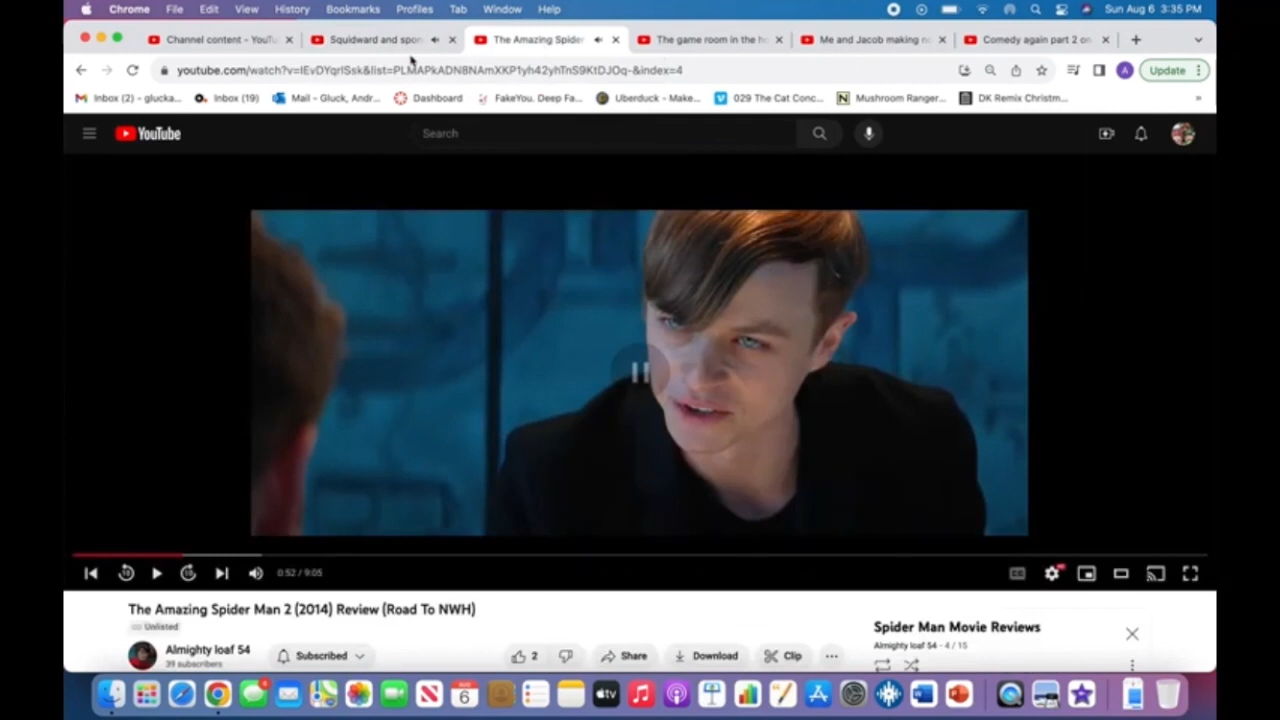 Chrome File Edit View History Bookmarks Profiles Tab Window Help Sun Aug 6 3:35 PM
Channel content - YouTu Squidward and spon The Amazing Spider The game room in the h Me and Jacob making n Comedy again part 2 on
youtube.com/watch?v=IEvDYqrISsk&list=PLMAPkADN8NAmXKP1yh42yhTnS9KtDJOq-&index=4 A Update
Inbox (2) - glucka... Inbox (19) Mail - Gluck, Andr... Dashboard FakeYou. Deep Fa... Uberduck - Make... 029 The Cat Conc... Mushroom Ranger... DK Remix Christm... »
YouTube Search
0:52 / 9:05
The Amazing Spider Man 2 (2014) Review (Road To NWH)
Unlisted
Almighty loaf 54
39 subscribers
Subscribed
2 Share Download Clip
Spider Man Movie Reviews
Almighty loaf 54 - 4 / 15
AUG 6 tv